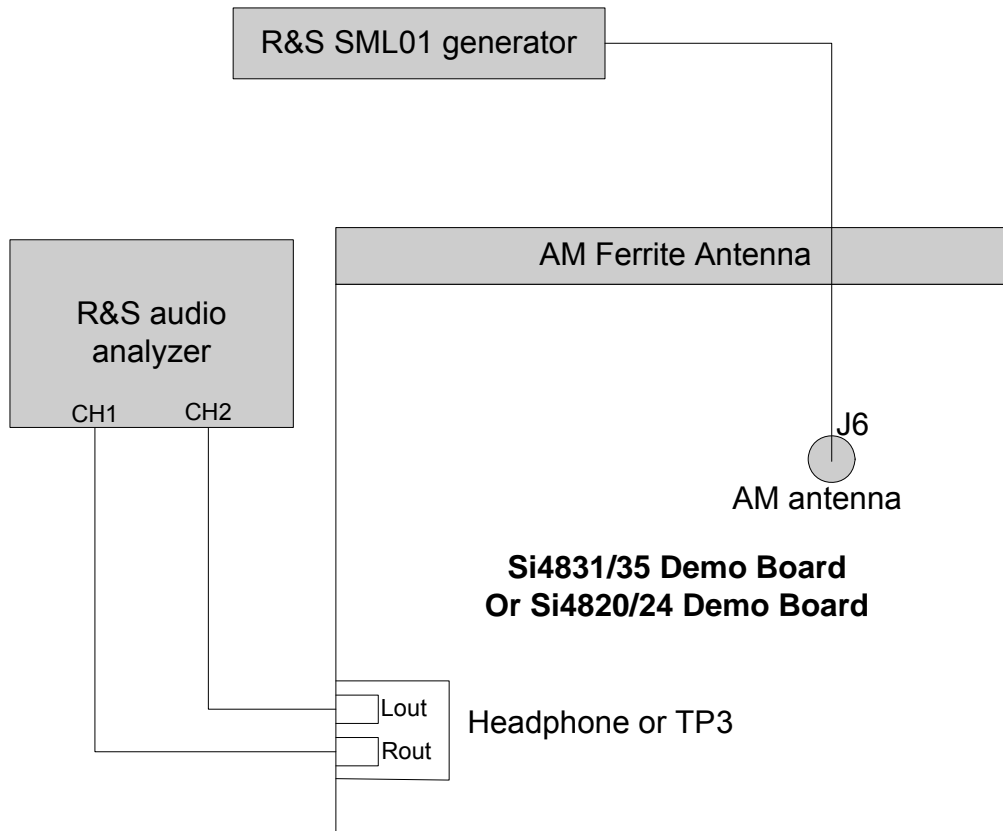 R&S SML01 generator
AM Ferrite Antenna
R&S audio
analyzer
CH1
CH2
J6
AM antenna
Si4831/35 Demo Board
Or Si4820/24 Demo Board
Lout
Headphone or TP3
Rout